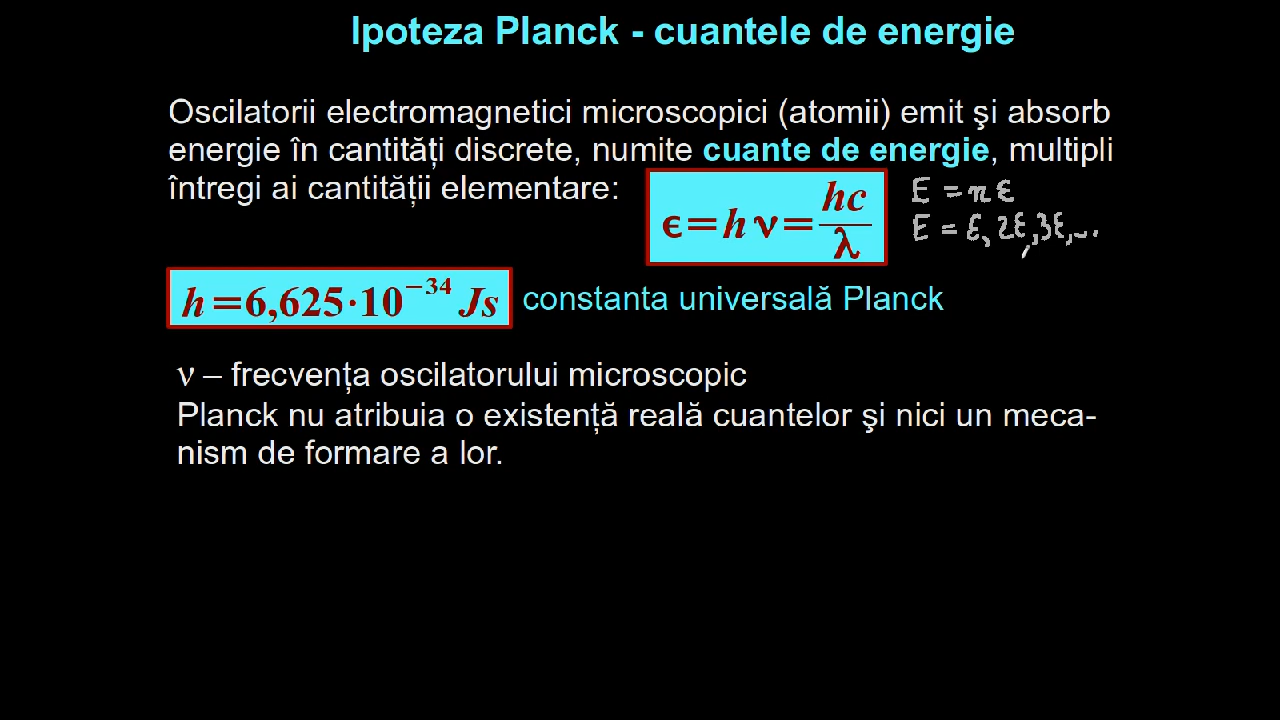 Ipoteza Planck - cuantele de energie
Oscilatorii electromagnetici microscopici (atomii) emit şi absorb
energie în cantități discrete, numite cuante de energie, multipli
întregi ai cantității elementare:
ϵ=hν=hc/λ
E = nε
E = ε, 2ε, 3ε, ...
h=6,625·10⁻³⁴ Js constanta universală Planck
ν – frecvența oscilatorului microscopic
Planck nu atribuia o existență reală cuantelor şi nici un meca-
nism de formare a lor.